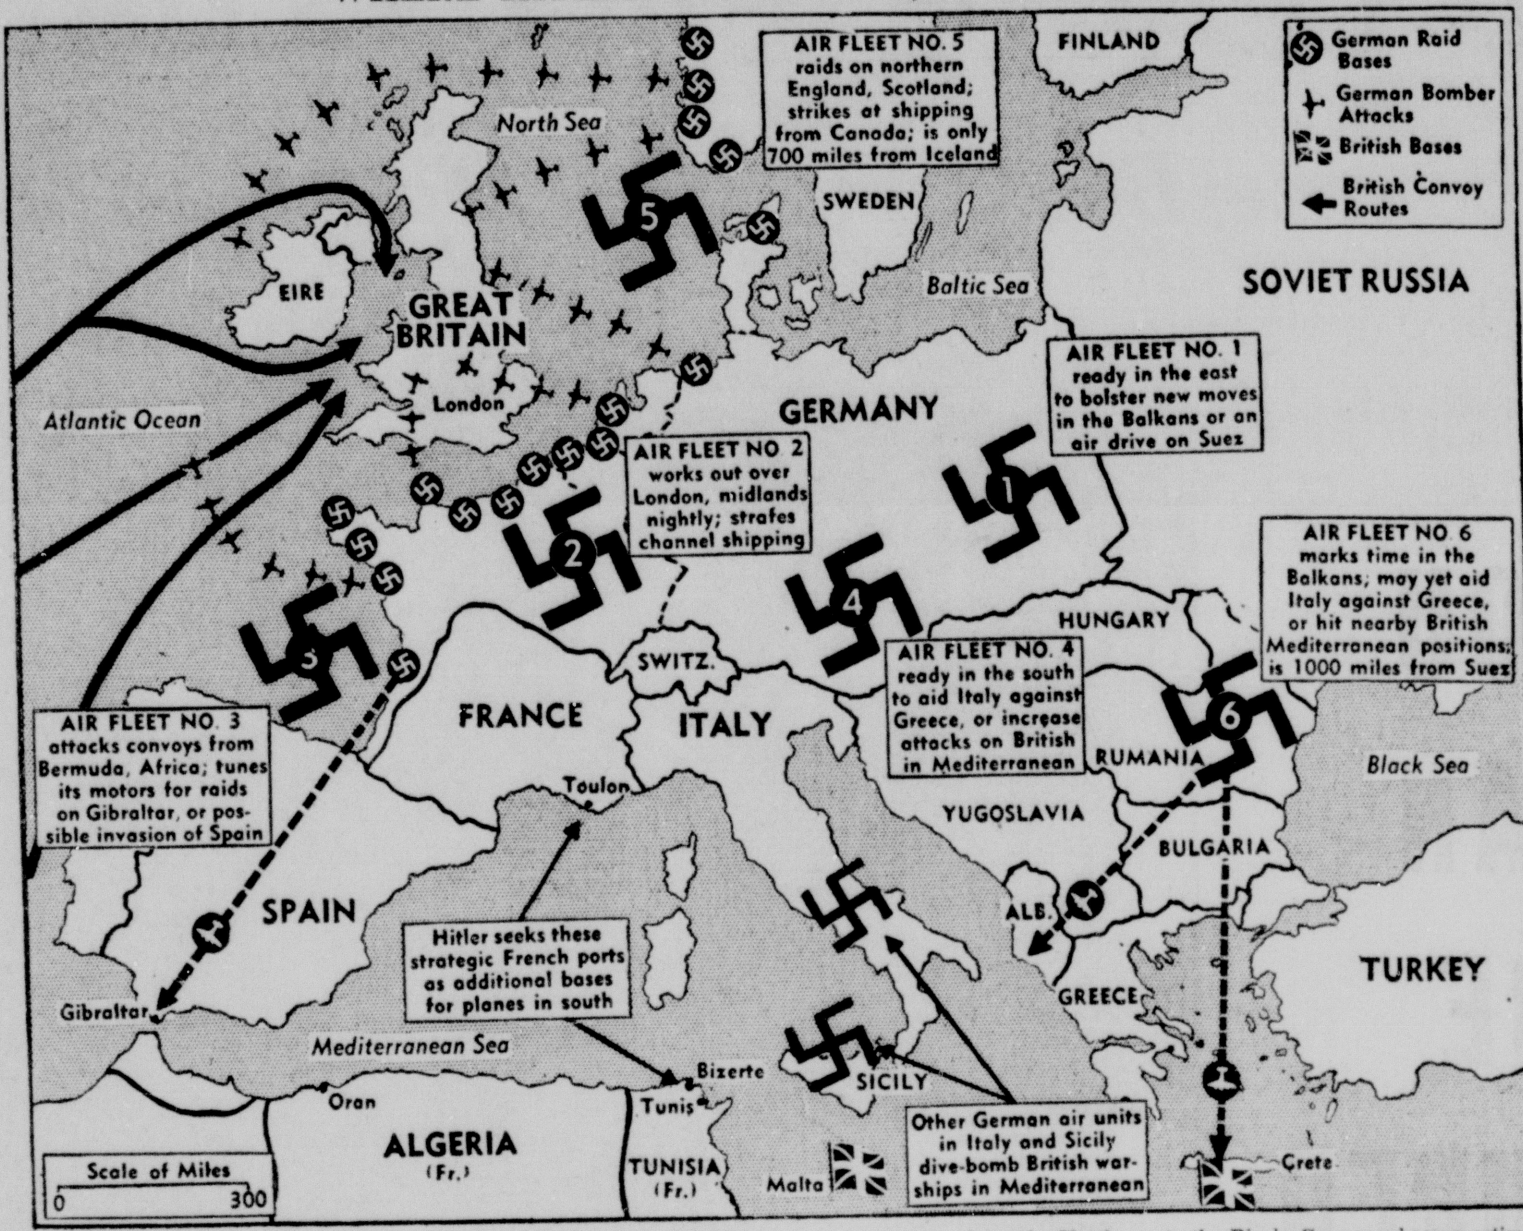 AIR FLEET NO. 5
raids on northern
England, Scotland;
strikes at shipping
from Canada; is only
700 miles from Iceland
FINLAND
German Raid
Bases
German Bomber
Attacks
British Bases
British Convoy
Routes
North Sea
SWEDEN
5
EIRE
GREAT
BRITAIN
Baltic Sea
SOVIET RUSSIA
AIR FLEET NO. 1
ready in the east
to bolster new moves
in the Balkans or an
air drive on Suez
Atlantic Ocean
London
GERMANY
AIR FLEET NO 2
works out over
London, midlands
nightly; strafes
channel shipping
1
2
4
AIR FLEET NO. 6
marks time in the
Balkans; may yet aid
Italy against Greece,
or hit nearby British
Mediterranean positions;
is 1000 miles from Suez
HUNGARY
3
SWITZ.
AIR FLEET NO. 4
ready in the south
to aid Italy against
Greece, or increase
attacks on British
in Mediterranean
6
AIR FLEET NO. 3
attacks convoys from
Bermuda, Africa; tunes
its motors for raids
on Gibraltar, or pos-
sible invasion of Spain
FRANCE
ITALY
RUMANIA
Black Sea
Toulon
YUGOSLAVIA
BULGARIA
SPAIN
ALB.
Hitler seeks these
strategic French ports
as additional bases
for planes in south
TURKEY
GREECE
Gibraltar
Mediterranean Sea
Bizerte
SICILY
Oran
Tunis
Other German air units
in Italy and Sicily
dive-bomb British war-
ships in Mediterranean
ALGERIA
(Fr.)
TUNISIA
(Fr.)
Malta
Crete
Scale of Miles
0 300